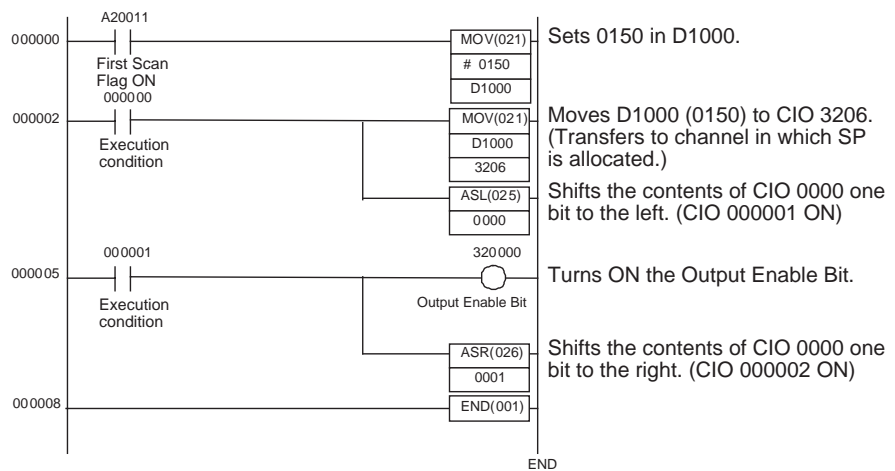 A20011
000000
MOV(021)
Sets 0150 in D1000.
First Scan
Flag ON
# 0150
D1000
000000
000002
MOV(021)
Moves D1000 (0150) to CIO 3206.
(Transfers to channel in which SP
is allocated.)
Execution
condition
D1000
3206
ASL(025)
Shifts the contents of CIO 0000 one
bit to the left. (CIO 000001 ON)
0000
000001
320000
000005
Turns ON the Output Enable Bit.
Execution
condition
Output Enable Bit
ASR(026)
Shifts the contents of CIO 0000 one
bit to the right. (CIO 000002 ON)
0001
000008
END(001)
END